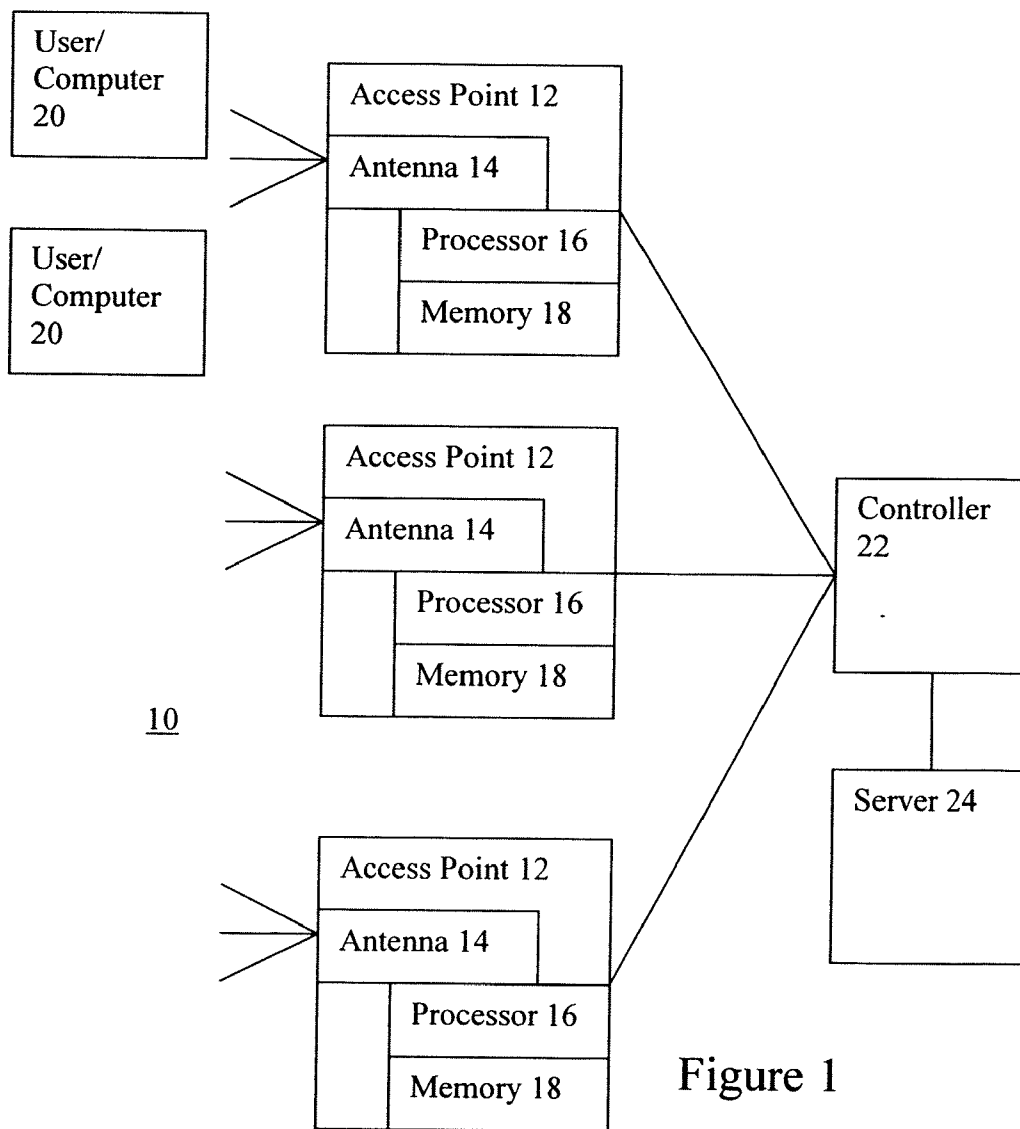 User/
Computer
20
User/
Computer
20
Access Point 12
Antenna 14
Processor 16
Memory 18
Access Point 12
Antenna 14
Processor 16
Memory 18
Controller
22
10
Server 24
Access Point 12
Antenna 14
Processor 16
Memory 18
Figure 1